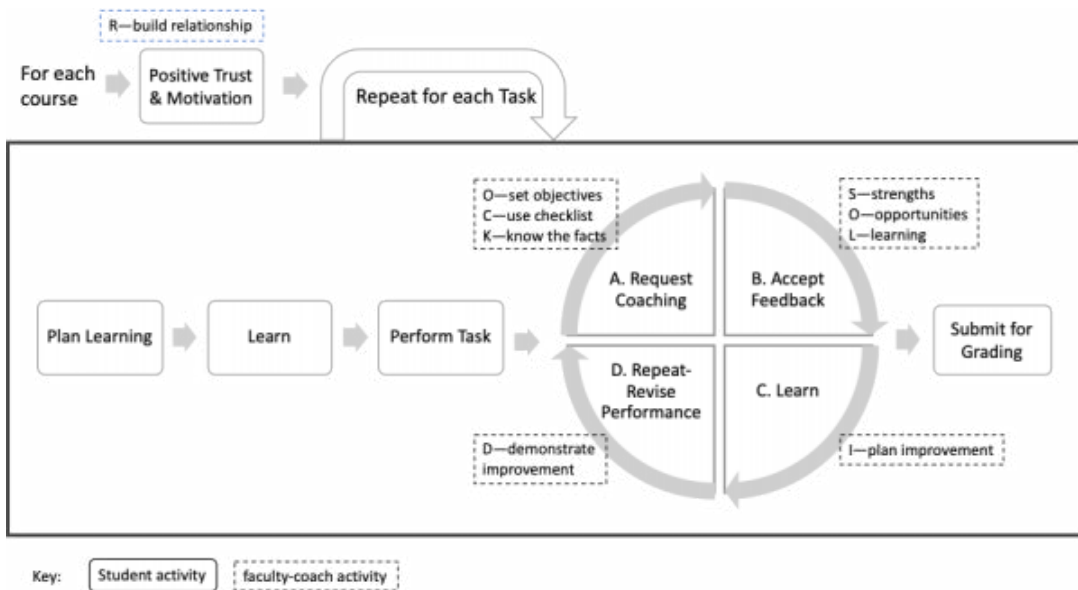 R—build relationship
For each
course
Positive Trust
& Motivation
Repeat for each Task
O—set objectives
C—use checklist
K—know the facts
S—strengths
O—opportunities
L—learning
A. Request
Coaching
B. Accept
Feedback
Plan Learning
Learn
Perform Task
Submit for
Grading
D. Repeat-
Revise
Performance
C. Learn
D—demonstrate
improvement
I—plan improvement
Key:
Student activity
faculty-coach activity